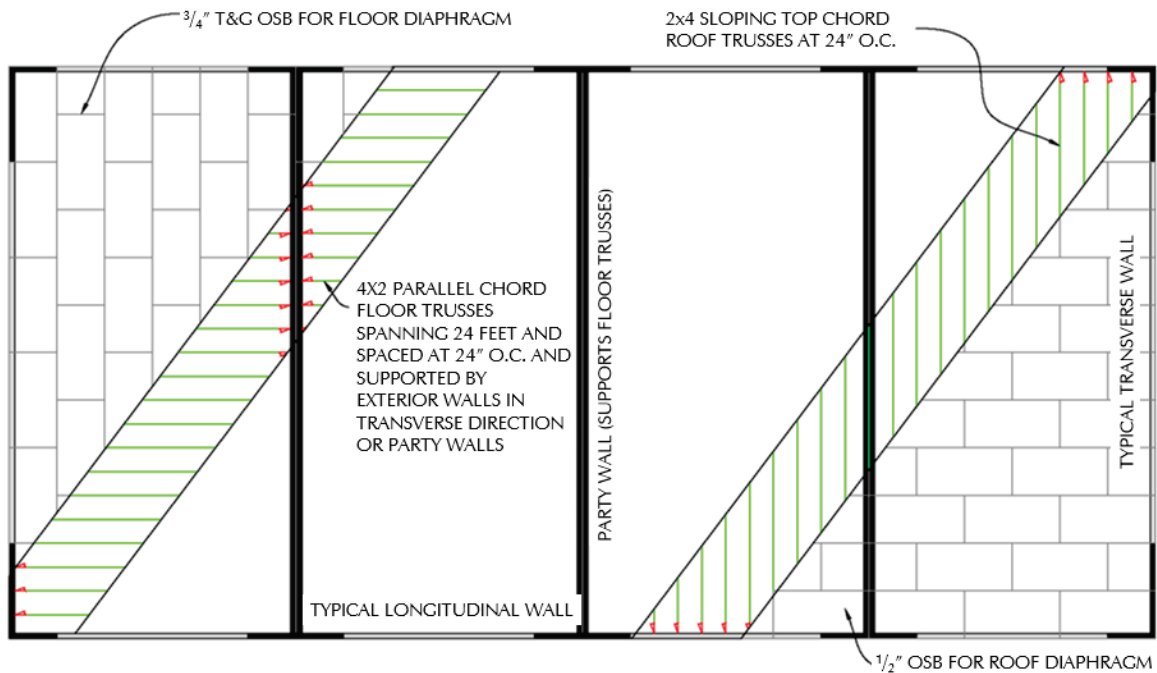 3/4" T&G OSB FOR FLOOR DIAPHRAGM
2x4 SLOPING TOP CHORD
ROOF TRUSSES AT 24" O.C.
4X2 PARALLEL CHORD
FLOOR TRUSSES
SPANNING 24 FEET AND
SPACED AT 24" O.C. AND
SUPPORTED BY
EXTERIOR WALLS IN
TRANSVERSE DIRECTION
OR PARTY WALLS
PARTY WALL (SUPPORTS FLOOR TRUSSES)
TYPICAL TRANSVERSE WALL
TYPICAL LONGITUDINAL WALL
1/2" OSB FOR ROOF DIAPHRAGM